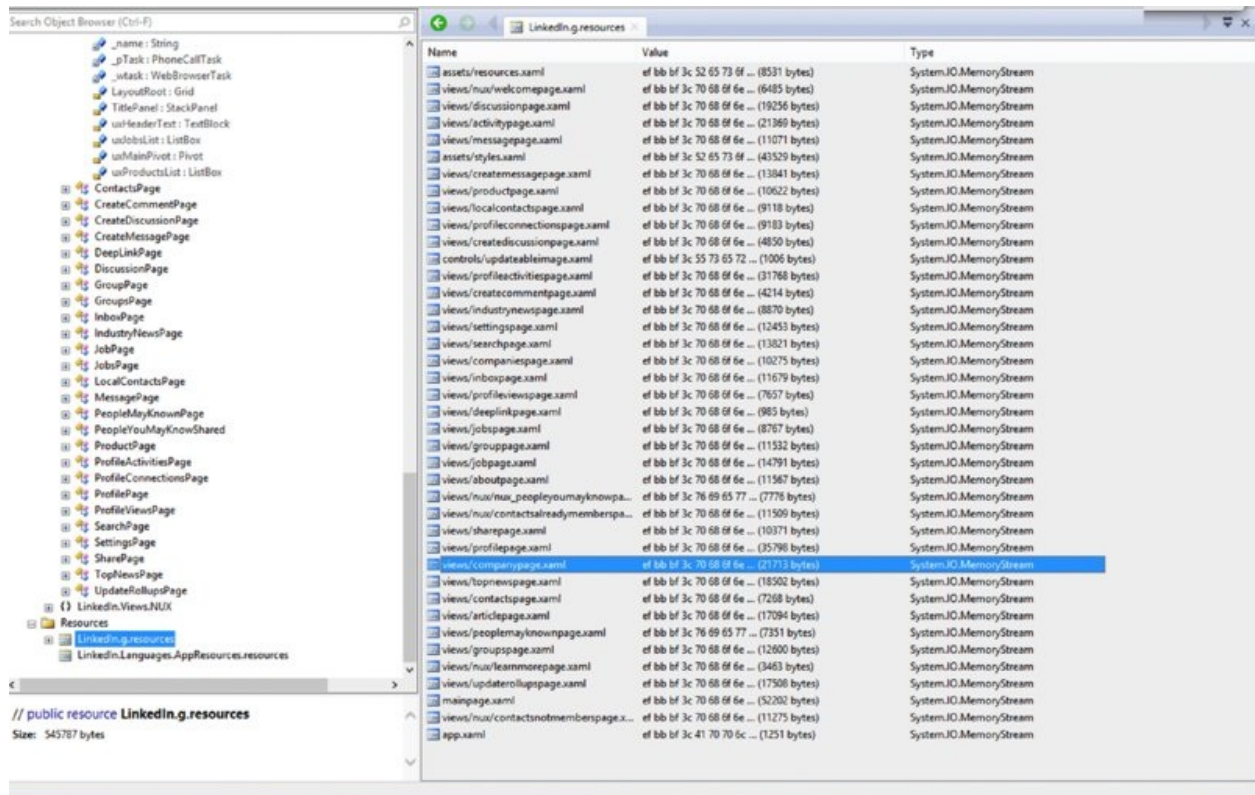 Search Object Browser (Ctrl-F)
_name : String
_pTask : PhoneCallTask
_wtask : WebBrowserTask
LayoutRoot : Grid
TitlePanel : StackPanel
uxHeaderText : TextBlock
uxJobsList : ListBox
uxMainPivot : Pivot
uxProductsList : ListBox
ContactsPage
CreateCommentPage
CreateDiscussionPage
CreateMessagePage
DeepLinkPage
DiscussionPage
GroupPage
GroupsPage
InboxPage
IndustryNewsPage
JobPage
JobsPage
LocalContactsPage
MessagePage
PeopleMayKnownPage
PeopleYouMayKnowShared
ProductPage
ProfileActivitiesPage
ProfileConnectionsPage
ProfilePage
ProfileViewsPage
SearchPage
SettingsPage
SharePage
TopNewsPage
UpdateRollupsPage
{} LinkedIn.Views.NUX
Resources
LinkedIn.g.resources
LinkedIn.Languages.AppResources.resources
// public resource LinkedIn.g.resources
Size: 545787 bytes
LinkedIn.g.resources
Name Value Type
assets/resources.xaml ef bb bf 3c 52 65 73 6f ... (8531 bytes) System.IO.MemoryStream
views/nux/welcomepage.xaml ef bb bf 3c 70 68 6f 6e ... (6485 bytes) System.IO.MemoryStream
views/discussionpage.xaml ef bb bf 3c 70 68 6f 6e ... (19256 bytes) System.IO.MemoryStream
views/activitypage.xaml ef bb bf 3c 70 68 6f 6e ... (21369 bytes) System.IO.MemoryStream
views/messagepage.xaml ef bb bf 3c 70 68 6f 6e ... (11071 bytes) System.IO.MemoryStream
assets/styles.xaml ef bb bf 3c 52 65 73 6f ... (43529 bytes) System.IO.MemoryStream
views/createmessagepage.xaml ef bb bf 3c 70 68 6f 6e ... (13841 bytes) System.IO.MemoryStream
views/productpage.xaml ef bb bf 3c 70 68 6f 6e ... (10622 bytes) System.IO.MemoryStream
views/localcontactspage.xaml ef bb bf 3c 70 68 6f 6e ... (9118 bytes) System.IO.MemoryStream
views/profileconnectionspage.xaml ef bb bf 3c 70 68 6f 6e ... (9183 bytes) System.IO.MemoryStream
views/creatediscussionpage.xaml ef bb bf 3c 70 68 6f 6e ... (4850 bytes) System.IO.MemoryStream
controls/updateableimage.xaml ef bb bf 3c 55 73 65 72 ... (1006 bytes) System.IO.MemoryStream
views/profileactivitiespage.xaml ef bb bf 3c 70 68 6f 6e ... (31768 bytes) System.IO.MemoryStream
views/createcommentpage.xaml ef bb bf 3c 70 68 6f 6e ... (4214 bytes) System.IO.MemoryStream
views/industrynewspage.xaml ef bb bf 3c 70 68 6f 6e ... (8870 bytes) System.IO.MemoryStream
views/settingspage.xaml ef bb bf 3c 70 68 6f 6e ... (12453 bytes) System.IO.MemoryStream
views/searchpage.xaml ef bb bf 3c 70 68 6f 6e ... (13821 bytes) System.IO.MemoryStream
views/companiespage.xaml ef bb bf 3c 70 68 6f 6e ... (10275 bytes) System.IO.MemoryStream
views/inboxpage.xaml ef bb bf 3c 70 68 6f 6e ... (11679 bytes) System.IO.MemoryStream
views/profileviewspage.xaml ef bb bf 3c 70 68 6f 6e ... (7657 bytes) System.IO.MemoryStream
views/deeplinkpage.xaml ef bb bf 3c 70 68 6f 6e ... (985 bytes) System.IO.MemoryStream
views/jobspage.xaml ef bb bf 3c 70 68 6f 6e ... (8767 bytes) System.IO.MemoryStream
views/grouppage.xaml ef bb bf 3c 70 68 6f 6e ... (11532 bytes) System.IO.MemoryStream
views/jobpage.xaml ef bb bf 3c 70 68 6f 6e ... (14791 bytes) System.IO.MemoryStream
views/aboutpage.xaml ef bb bf 3c 70 68 6f 6e ... (11567 bytes) System.IO.MemoryStream
views/nux/nux_peopleyoumayknowpa... ef bb bf 3c 76 69 65 77 ... (7776 bytes) System.IO.MemoryStream
views/nux/contactsalreadymemberspa... ef bb bf 3c 70 68 6f 6e ... (11509 bytes) System.IO.MemoryStream
views/sharepage.xaml ef bb bf 3c 70 68 6f 6e ... (10371 bytes) System.IO.MemoryStream
views/profilepage.xaml ef bb bf 3c 70 68 6f 6e ... (35798 bytes) System.IO.MemoryStream
views/companypage.xaml ef bb bf 3c 70 68 6f 6e ... (21713 bytes) System.IO.MemoryStream
views/topnewspage.xaml ef bb bf 3c 70 68 6f 6e ... (18502 bytes) System.IO.MemoryStream
views/contactspage.xaml ef bb bf 3c 70 68 6f 6e ... (7268 bytes) System.IO.MemoryStream
views/articlepage.xaml ef bb bf 3c 70 68 6f 6e ... (17094 bytes) System.IO.MemoryStream
views/peoplemayknownpage.xaml ef bb bf 3c 76 69 65 77 ... (7351 bytes) System.IO.MemoryStream
views/groupspage.xaml ef bb bf 3c 70 68 6f 6e ... (12600 bytes) System.IO.MemoryStream
views/nux/learnmorepage.xaml ef bb bf 3c 70 68 6f 6e ... (3463 bytes) System.IO.MemoryStream
views/updaterollupspage.xaml ef bb bf 3c 70 68 6f 6e ... (17508 bytes) System.IO.MemoryStream
mainpage.xaml ef bb bf 3c 70 68 6f 6e ... (52202 bytes) System.IO.MemoryStream
views/nux/contactsnotmemberspage.x... ef bb bf 3c 70 68 6f 6e ... (11275 bytes) System.IO.MemoryStream
app.xaml ef bb bf 3c 41 70 70 6c ... (1251 bytes) System.IO.MemoryStream